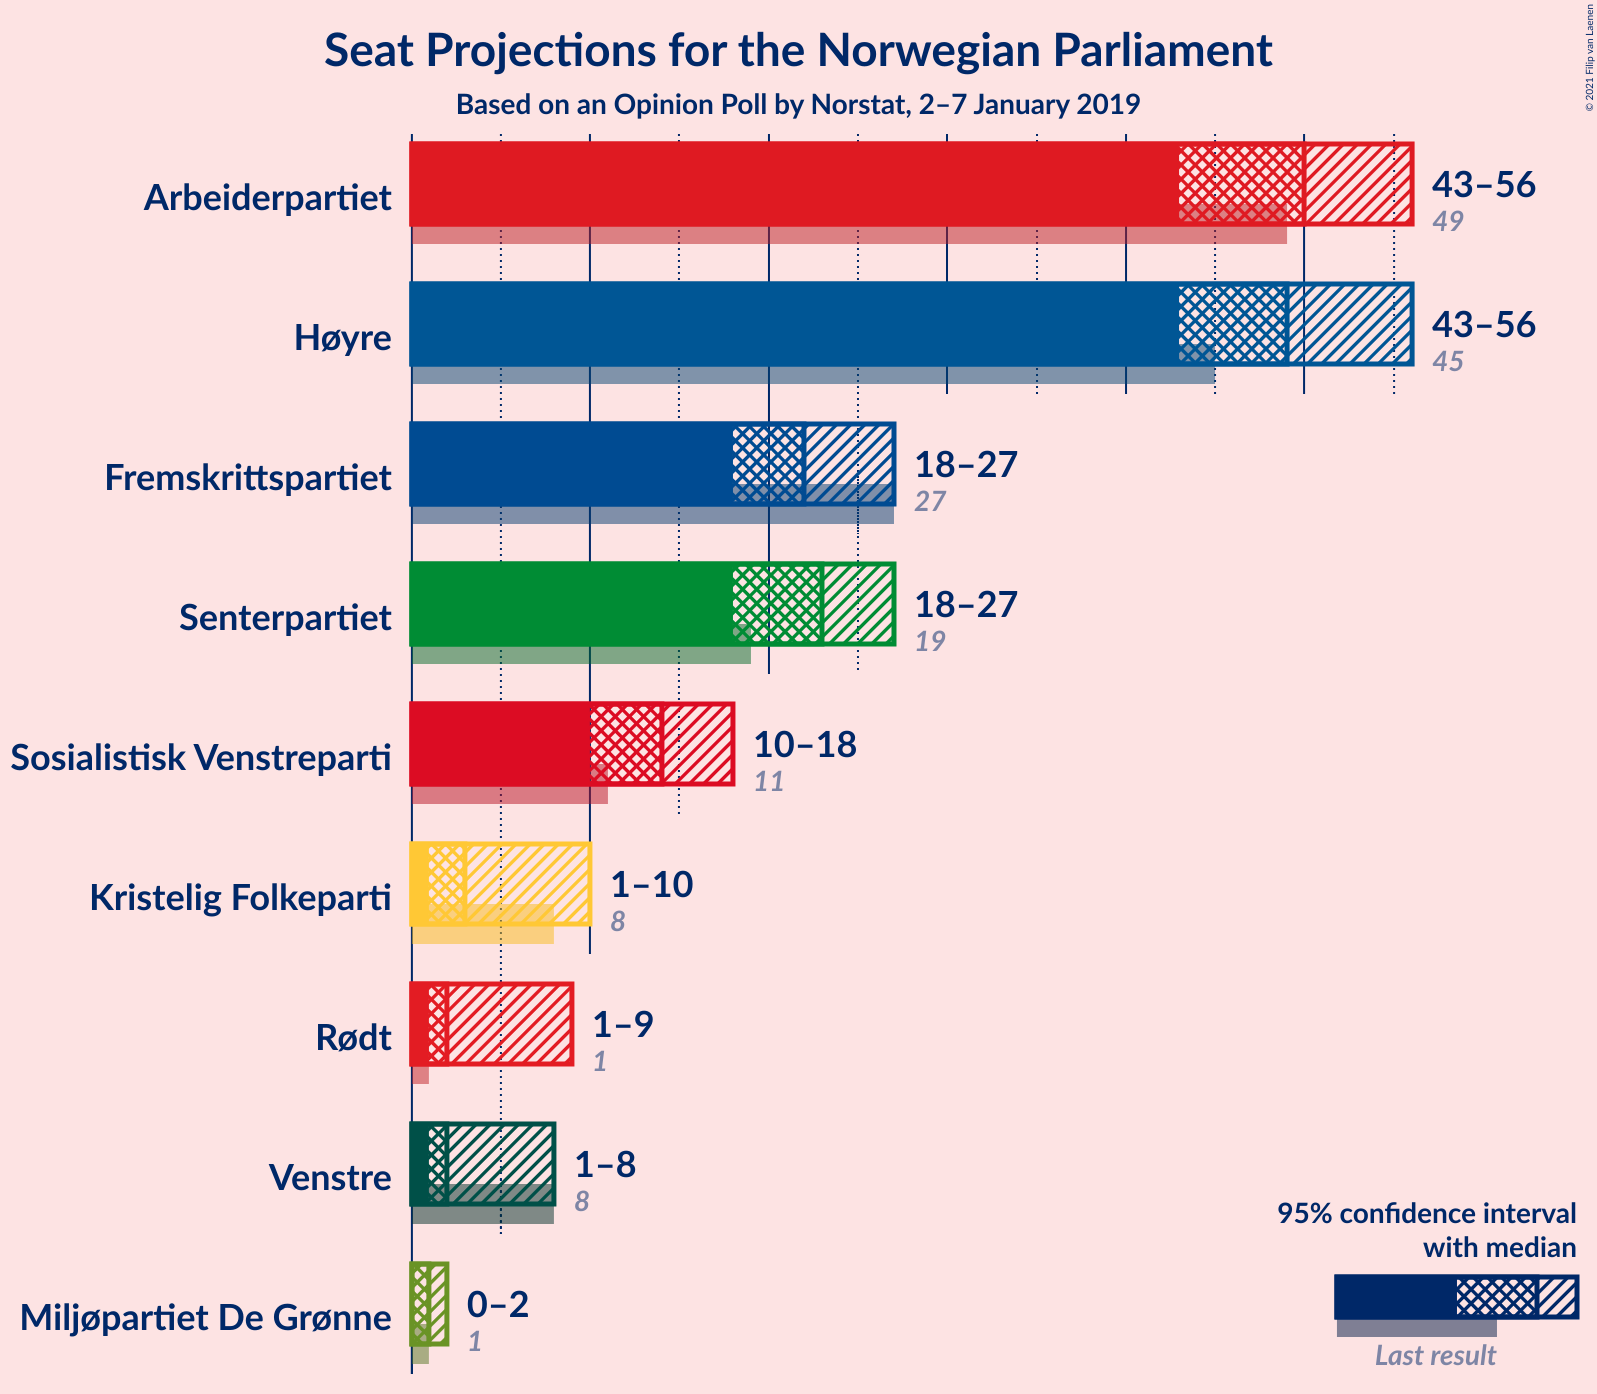 Seat Projections for the Norwegian Parliament
Based on an Opinion Poll by Norstat, 2–7 January 2019
© 2021 Filip van Laenen
Arbeiderpartiet
43–56
49
Høyre
43–56
45
Fremskrittspartiet
18–27
27
Senterpartiet
18–27
19
Sosialistisk Venstreparti
10–18
11
Kristelig Folkeparti
1–10
8
Rødt
1–9
1
Venstre
1–8
8
Miljøpartiet De Grønne
0–2
1
95% confidence interval
with median
Last result